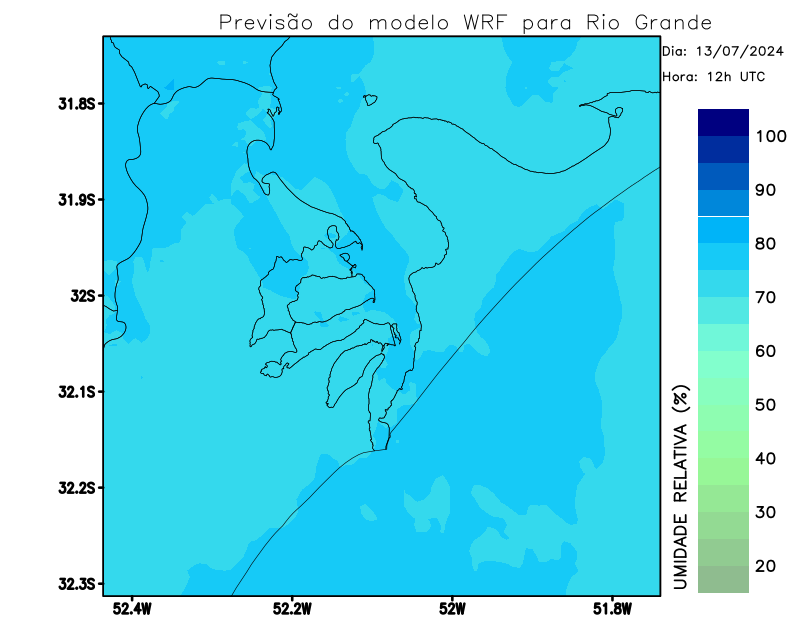 Previsão do modelo WRF para Rio Grande
Dia: 13/07/2024
Hora: 12h UTC
31.8S
31.9S
32S
32.1S
32.2S
32.3S
52.4W
52.2W
52W
51.8W
100
90
80
70
60
50
40
30
20
UMIDADE RELATIVA (%)